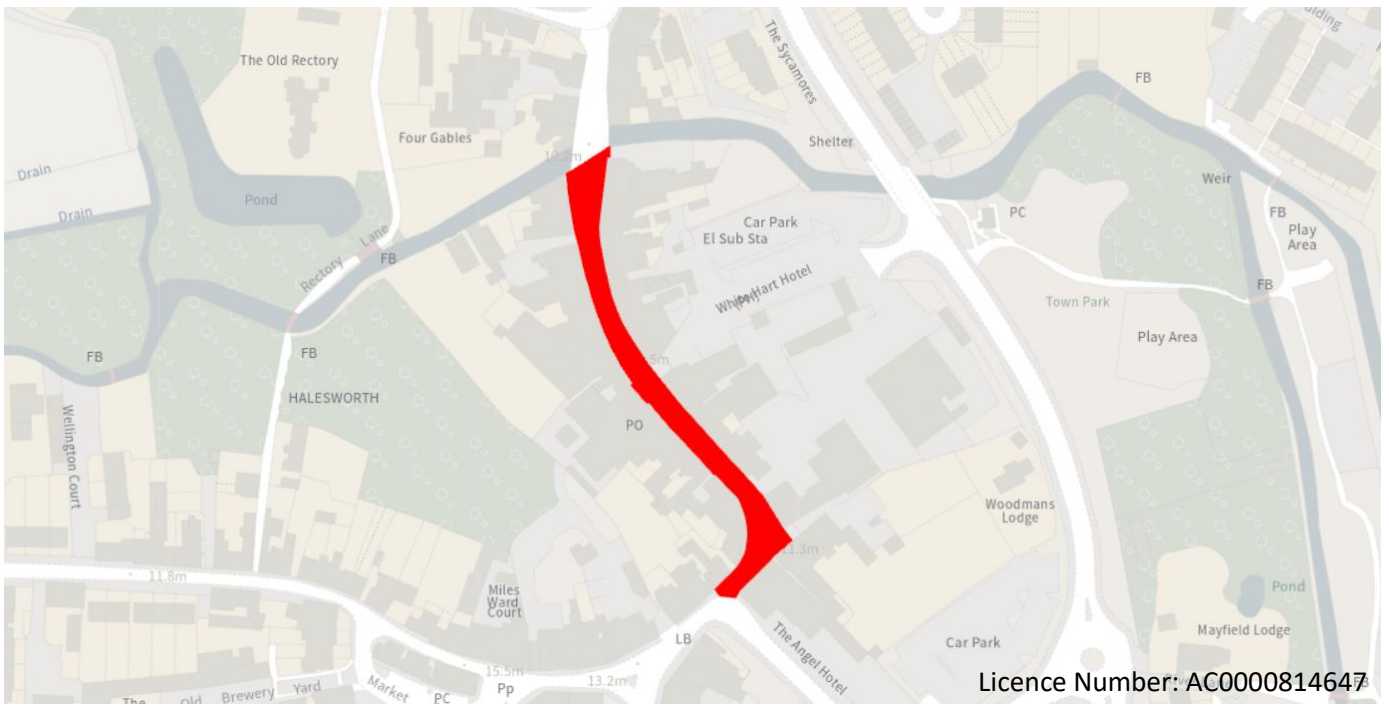 The Old Rectory
Four Gables
Drain
Drain
Pond
Rectory Lane
FB
FB
FB
HALESWORTH
Wellington Court
The Sycamores
Shelter
FB
Weir
PC
FB
Play
Area
FB
Town Park
Play Area
Car Park
El Sub Sta
White Hart Hotel
(PH)
PO
Woodmans
Lodge
11.3m
11.8m
Miles
Ward
Court
LB
The Angel Hotel
Car Park
Pond
Mayfield Lodge
15.5m
13.2m
Pp
PC
Market
The Old Brewery Yard
Licence Number: AC0000814647